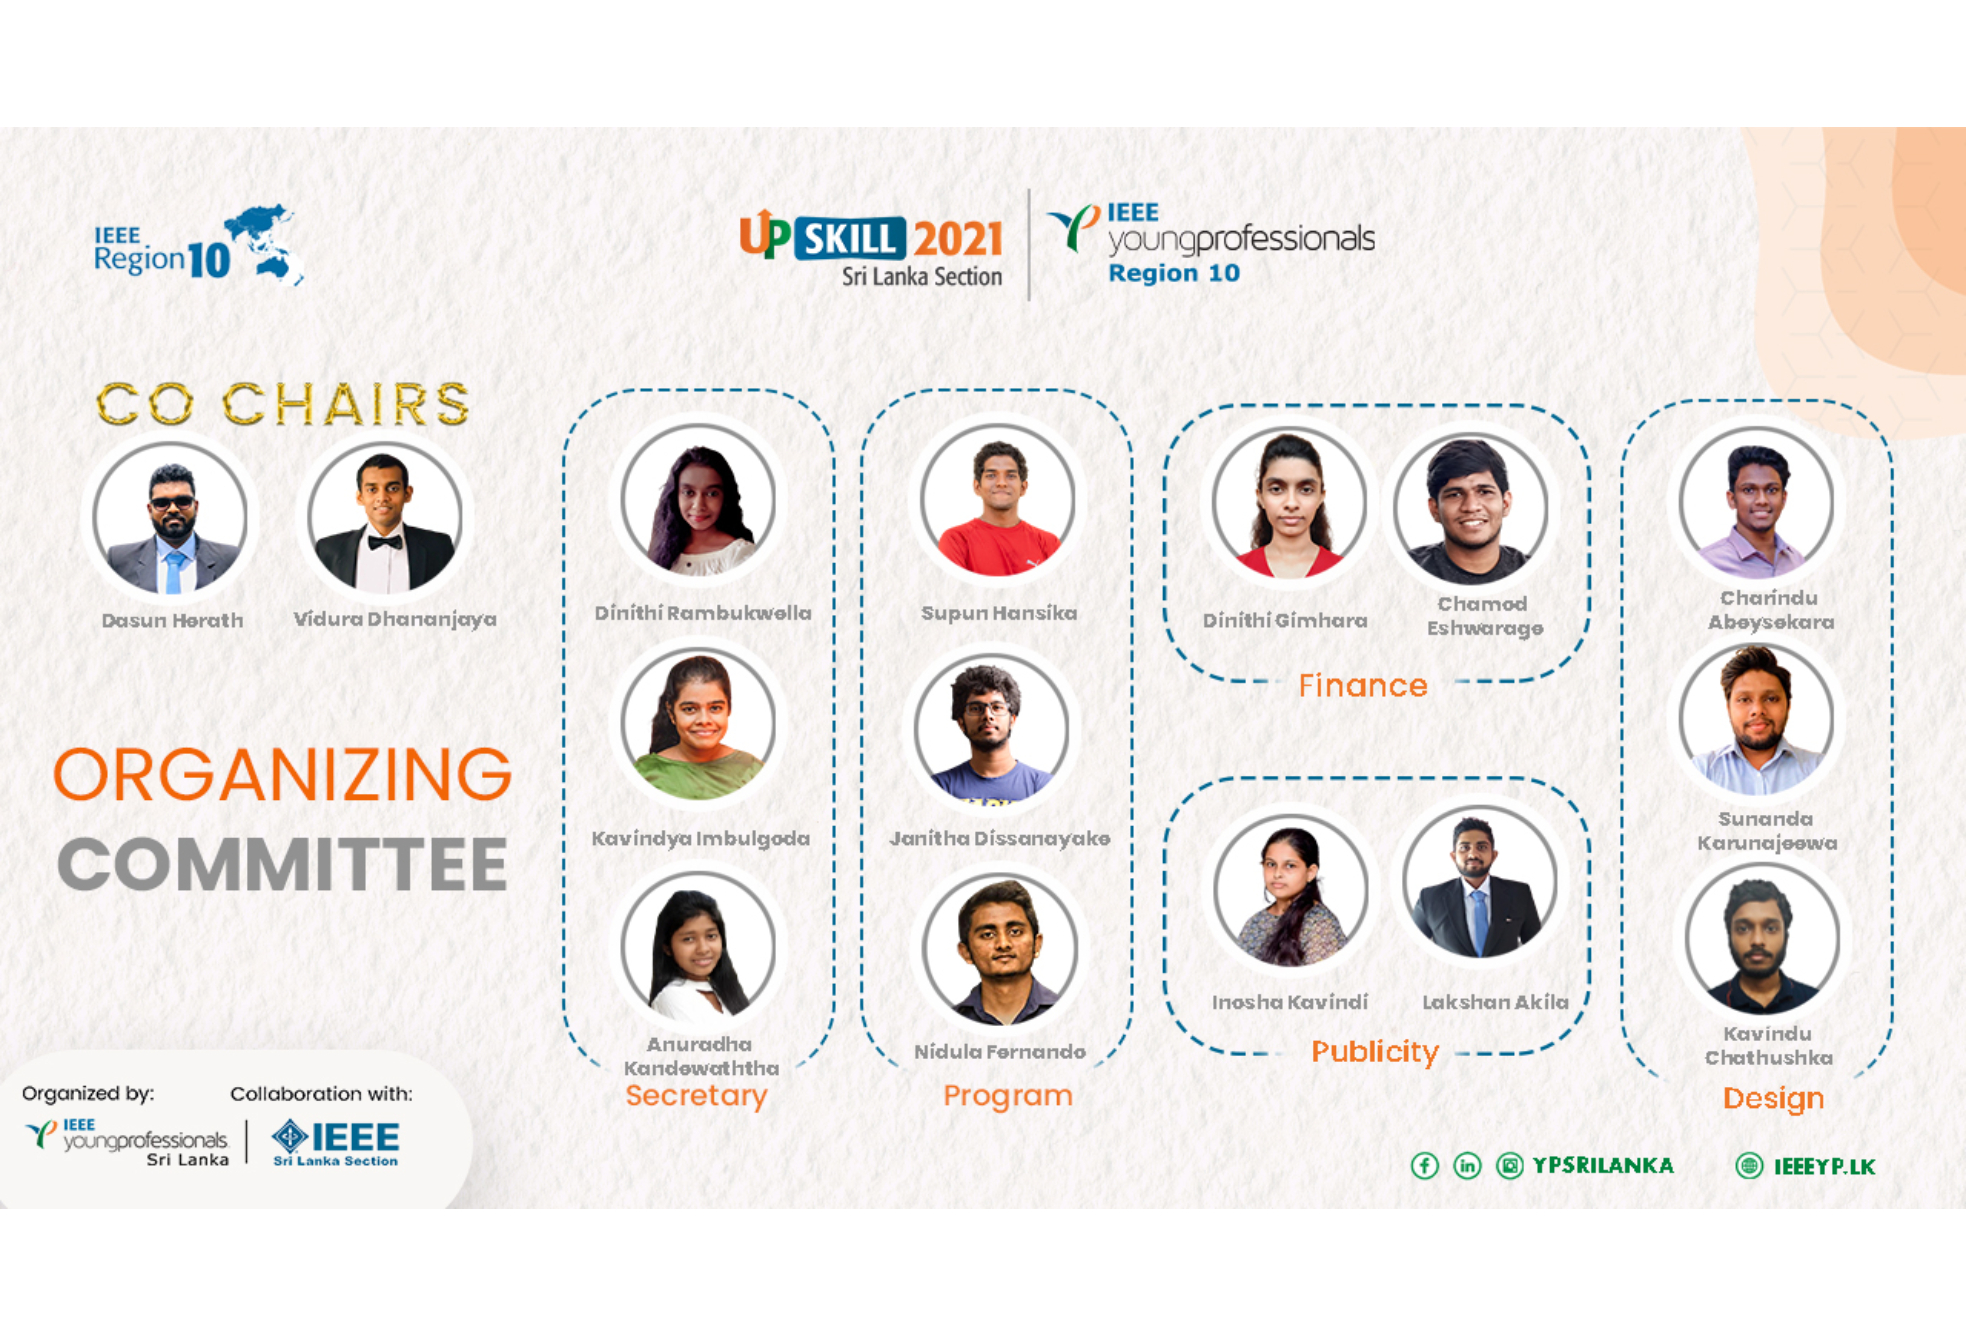 IEEE
Region 10
UPSKILL 2021
Sri Lanka Section
IEEE
youngprofessionals
Region 10
CO CHAIRS
Dasun Herath
Vidura Dhananjaya
ORGANIZING
COMMITTEE
Dinithi Rambukwella
Kavindya Imbulgoda
Anuradha
Kandewaththa
Secretary
Supun Hansika
Janitha Dissanayake
Nidula Fernando
Program
Dinithi Gimhara
Chamod
Eshwarage
Finance
Inosha Kavindi
Lakshan Akila
Publicity
Charindu
Abeysekara
Sunanda
Karunajeewa
Kavindu
Chathushka
Design
Organized by:
IEEE
youngprofessionals
Sri Lanka
Collaboration with:
IEEE
Sri Lanka Section
YPSRILANKA
IEEEYP.LK